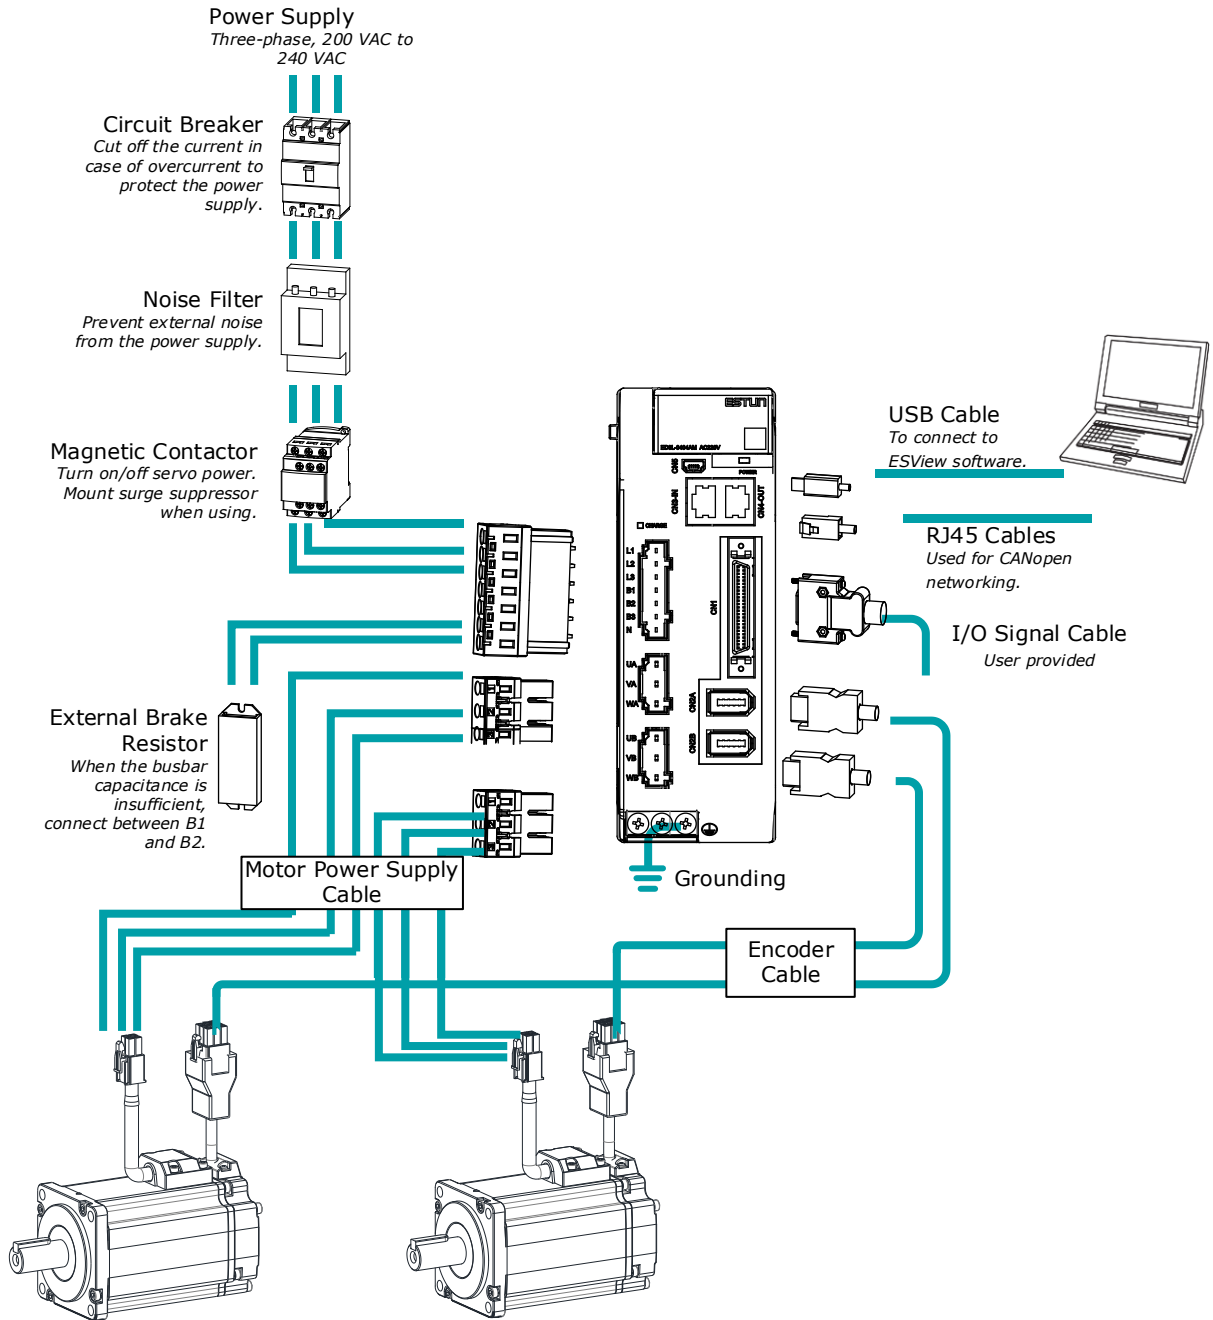 Power Supply
Three-phase, 200 VAC to
240 VAC
Circuit Breaker
Cut off the current in
case of overcurrent to
protect the power
supply.
Noise Filter
Prevent external noise
from the power supply.
Magnetic Contactor
Turn on/off servo power.
Mount surge suppressor
when using.
External Brake
Resistor
When the busbar
capacitance is
insufficient,
connect between B1
and B2.
Motor Power Supply
Cable
ESTUN
POWER
CN5
CN3-IN
CN4-OUT
CHARGE
L1
L2
L3
B1
B2
B3
N
CN1
UA
VA
WA
CN2A
UB
VB
WB
CN2B
Grounding
USB Cable
To connect to
ESView software.
RJ45 Cables
Used for CANopen
networking.
I/O Signal Cable
User provided
Encoder
Cable